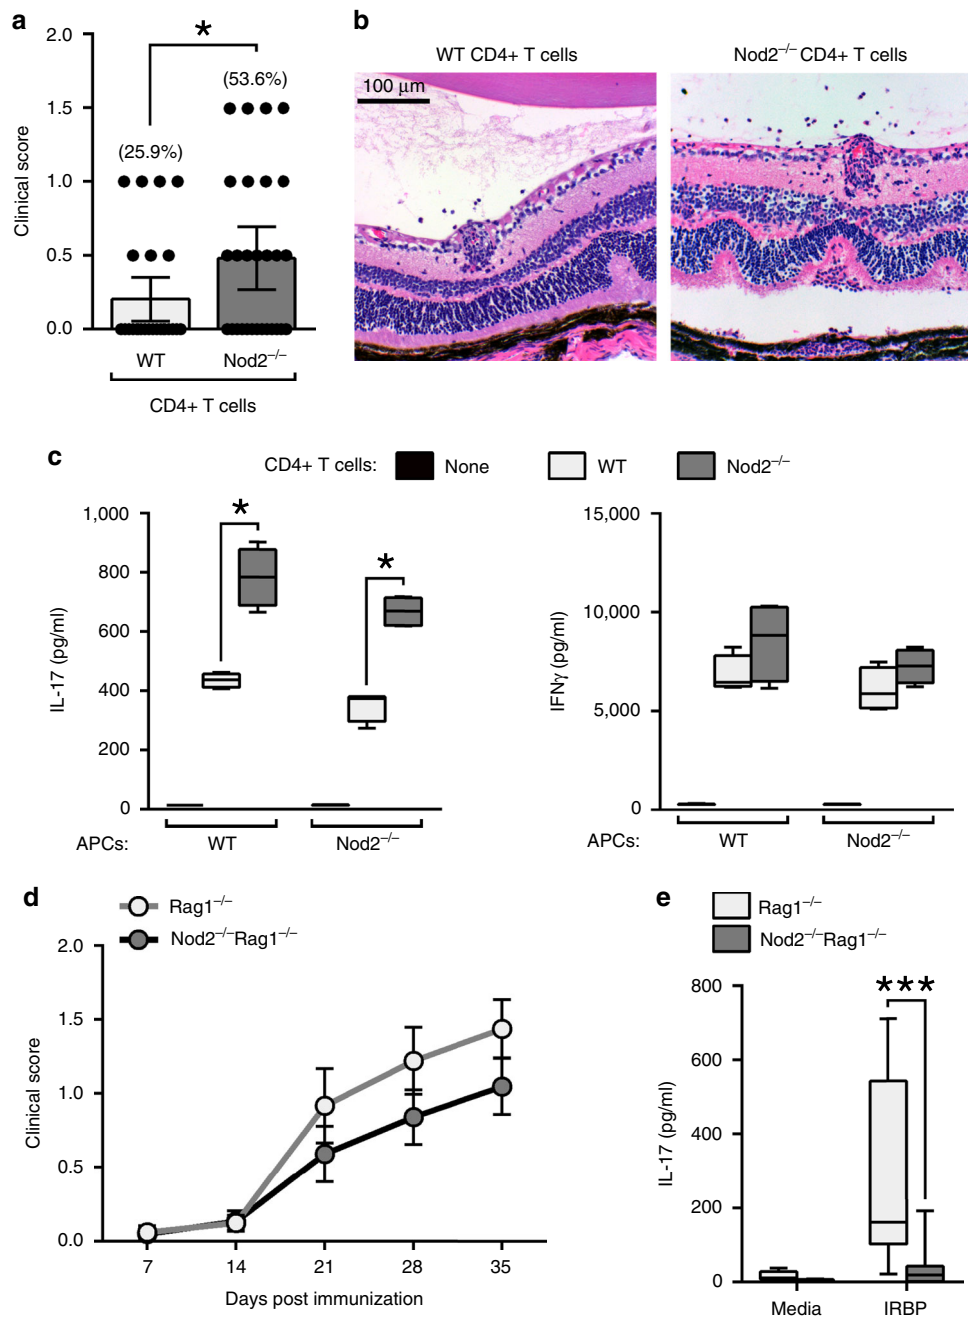 a
2.0
1.5
1.0
0.5
0.0
Clinical score
*
(25.9%)
(53.6%)
WT
Nod2–/–
CD4+ T cells
b
WT CD4+ T cells
Nod2–/– CD4+ T cells
100 μm
c
CD4+ T cells:
None
WT
Nod2–/–
1,000
800
600
400
200
0
IL-17 (pg/ml)
*
*
APCs:
WT
Nod2–/–
15,000
10,000
5,000
0
IFNγ (pg/ml)
APCs:
WT
Nod2–/–
d
Rag1–/–
Nod2–/–Rag1–/–
2.0
1.5
1.0
0.5
0.0
Clinical score
7
14
21
28
35
Days post immunization
e
Rag1–/–
Nod2–/–Rag1–/–
800
600
400
200
0
IL-17 (pg/ml)
***
Media
IRBP